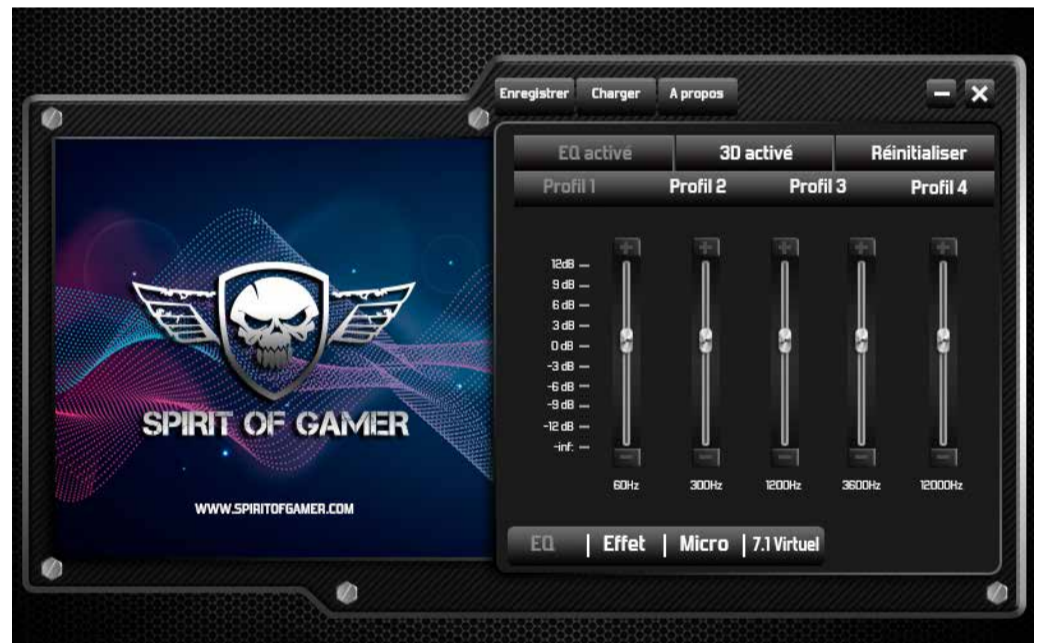 Enregistrer Charger A propos
EQ activé 3D activé Réinitialiser
Profil 1 Profil 2 Profil 3 Profil 4
12dB
9 dB
6 dB
3 dB
0 dB
-3 dB
-6 dB
-9 dB
-12 dB
-inf:
60Hz 300Hz 1200Hz 3600Hz 12000Hz
EQ | Effet | Micro | 7.1 Virtuel
SPIRIT OF GAMER
WWW.SPIRITOFGAMER.COM